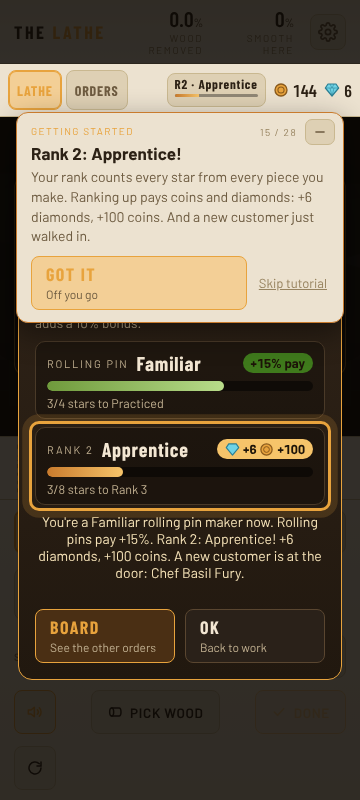 THE LATHE
0.0%
WOOD
REMOVED
0%
SMOOTH
HERE
LATHE
ORDERS
R2 · Apprentice
144
6
GETTING STARTED
15 / 28
Rank 2: Apprentice!
Your rank counts every star from every piece you
make. Ranking up pays coins and diamonds: +6
diamonds, +100 coins. And a new customer just
walked in.
GOT IT
Off you go
Skip tutorial
adds a 10% bonus.
ROLLING PIN Familiar
+15% pay
3/4 stars to Practiced
RANK 2 Apprentice
+6 +100
3/8 stars to Rank 3
You're a Familiar rolling pin maker now. Rolling
pins pay +15%. Rank 2: Apprentice! +6
diamonds, +100 coins. A new customer is at the
door: Chef Basil Fury.
BOARD
See the other orders
OK
Back to work
PICK WOOD